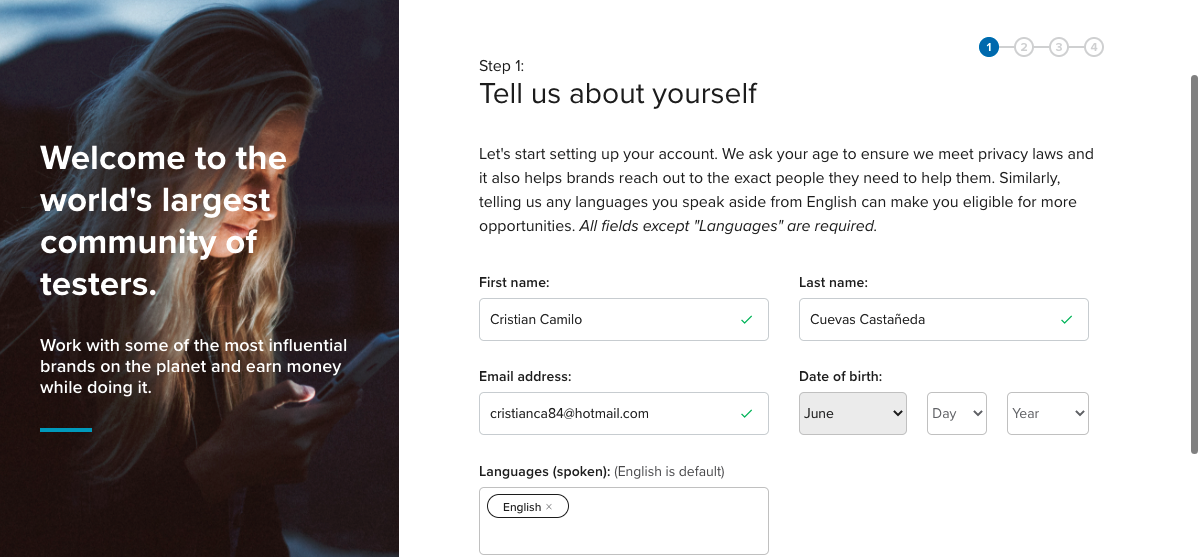 Welcome to the
world's largest
community of
testers.
Work with some of the most influential
brands on the planet and earn money
while doing it.
1 2 3 4
Step 1:
Tell us about yourself
Let's start setting up your account. We ask your age to ensure we meet privacy laws and
it also helps brands reach out to the exact people they need to help them. Similarly,
telling us any languages you speak aside from English can make you eligible for more
opportunities. All fields except "Languages" are required.
First name: Last name:
Cristian Camilo Cuevas Castañeda
Email address: Date of birth:
cristianca84@hotmail.com June Day Year
Languages (spoken): (English is default)
English ×